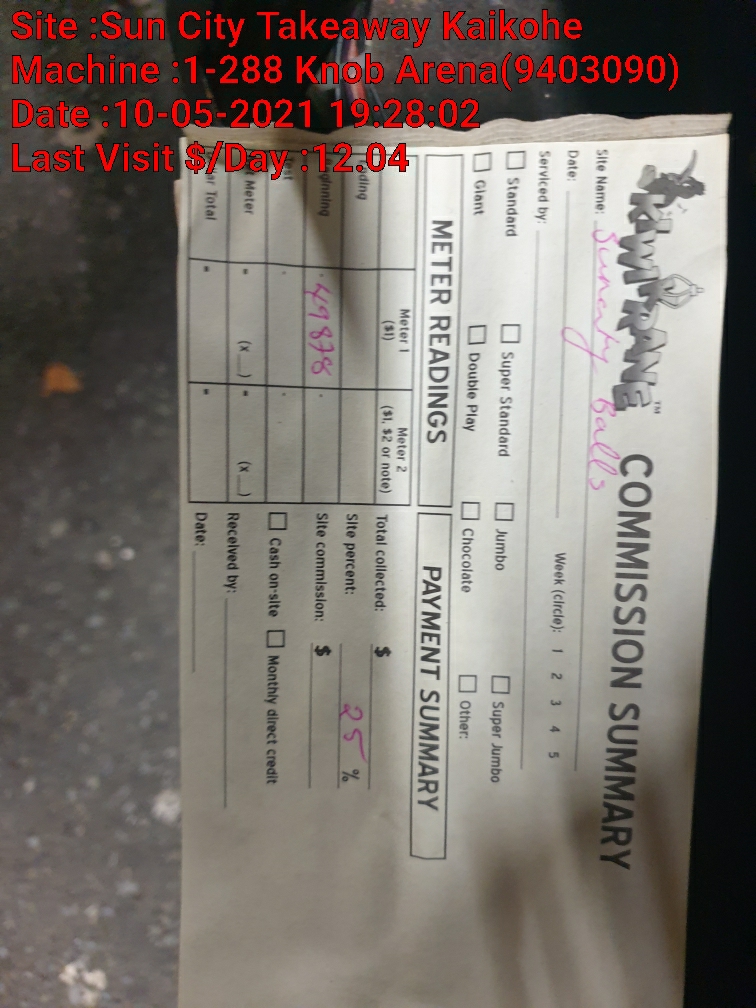 Site :Sun City Takeaway Kaikohe
Machine :1-288 Knob Arena(9403090)
Date :10-05-2021 19:28:02
Last Visit $/Day :12.04
KIWIKRANE™ COMMISSION SUMMARY
Site Name: Suncity Balls
Date: Week (circle): 1 2 3 4 5
Serviced by:
Standard Super Standard Jumbo Super Jumbo
Giant Double Play Chocolate Other:
METER READINGS
Meter 1 ($1)
Meter 2 ($1, $2 or note)
49878
(x__) (x__)
PAYMENT SUMMARY
Total collected: $
Site percent: 25 %
Site commission: $
Cash on-site Monthly direct credit
Received by:
Date: